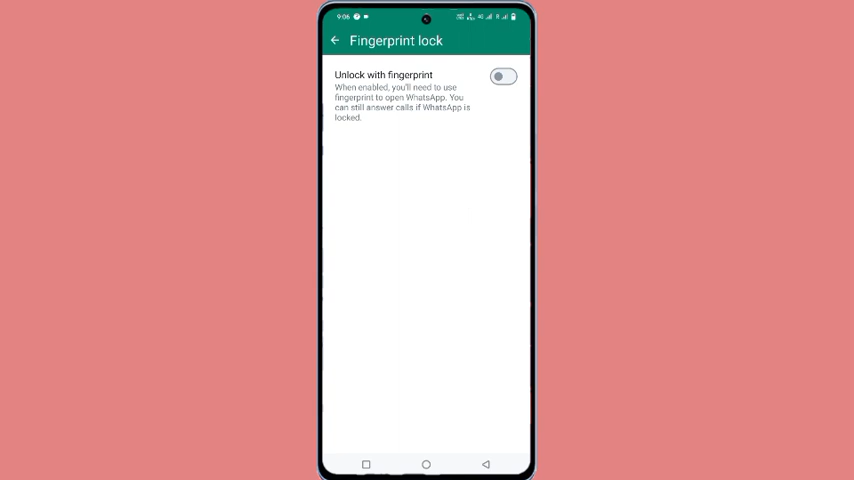 9:06
Fingerprint lock
Unlock with fingerprint
When enabled, you'll need to use
fingerprint to open WhatsApp. You
can still answer calls if WhatsApp is
locked.